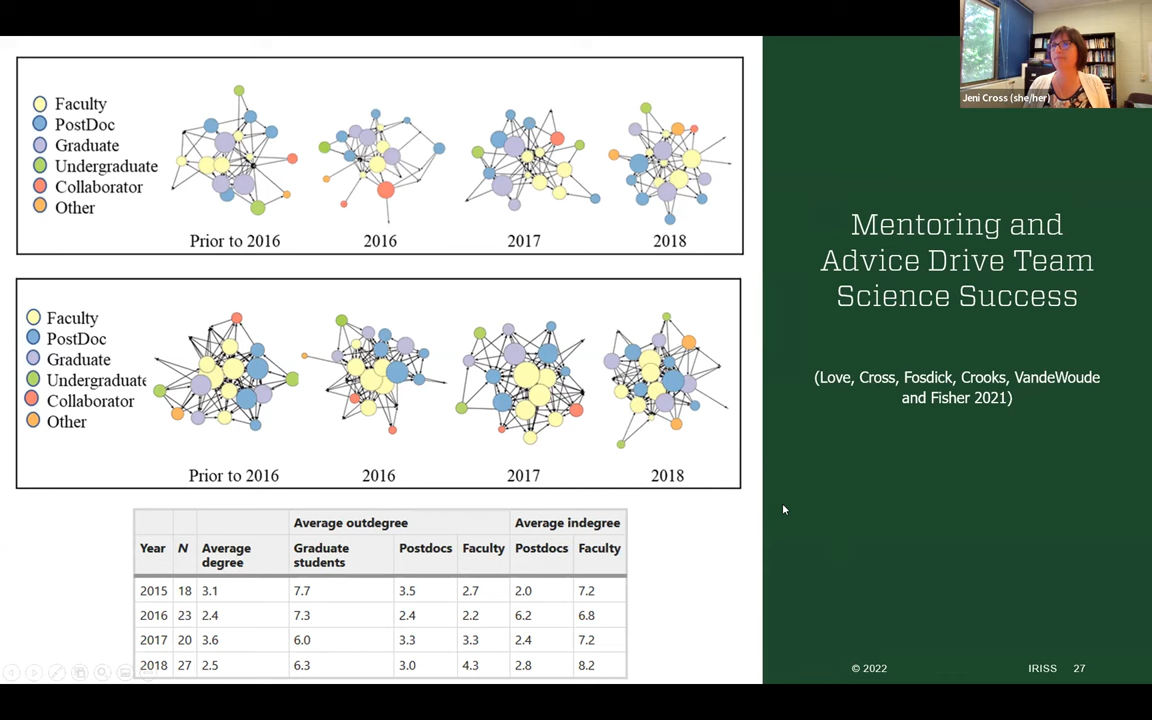 Jeni Cross (she/her)
Faculty
PostDoc
Graduate
Undergraduate
Collaborator
Other
Prior to 2016
2016
2017
2018
Faculty
PostDoc
Graduate
Undergraduate
Collaborator
Other
Prior to 2016
2016
2017
2018
Average outdegree Average indegree
Year N Average degree Graduate students Postdocs Faculty Postdocs Faculty
2015 18 3.1 7.7 3.5 2.7 2.0 7.2
2016 23 2.4 7.3 2.4 2.2 6.2 6.8
2017 20 3.6 6.0 3.3 3.3 2.4 7.2
2018 27 2.5 6.3 3.0 4.3 2.8 8.2
Mentoring and
Advice Drive Team
Science Success
(Love, Cross, Fosdick, Crooks, VandeWoude
and Fisher 2021)
© 2022 IRISS 27